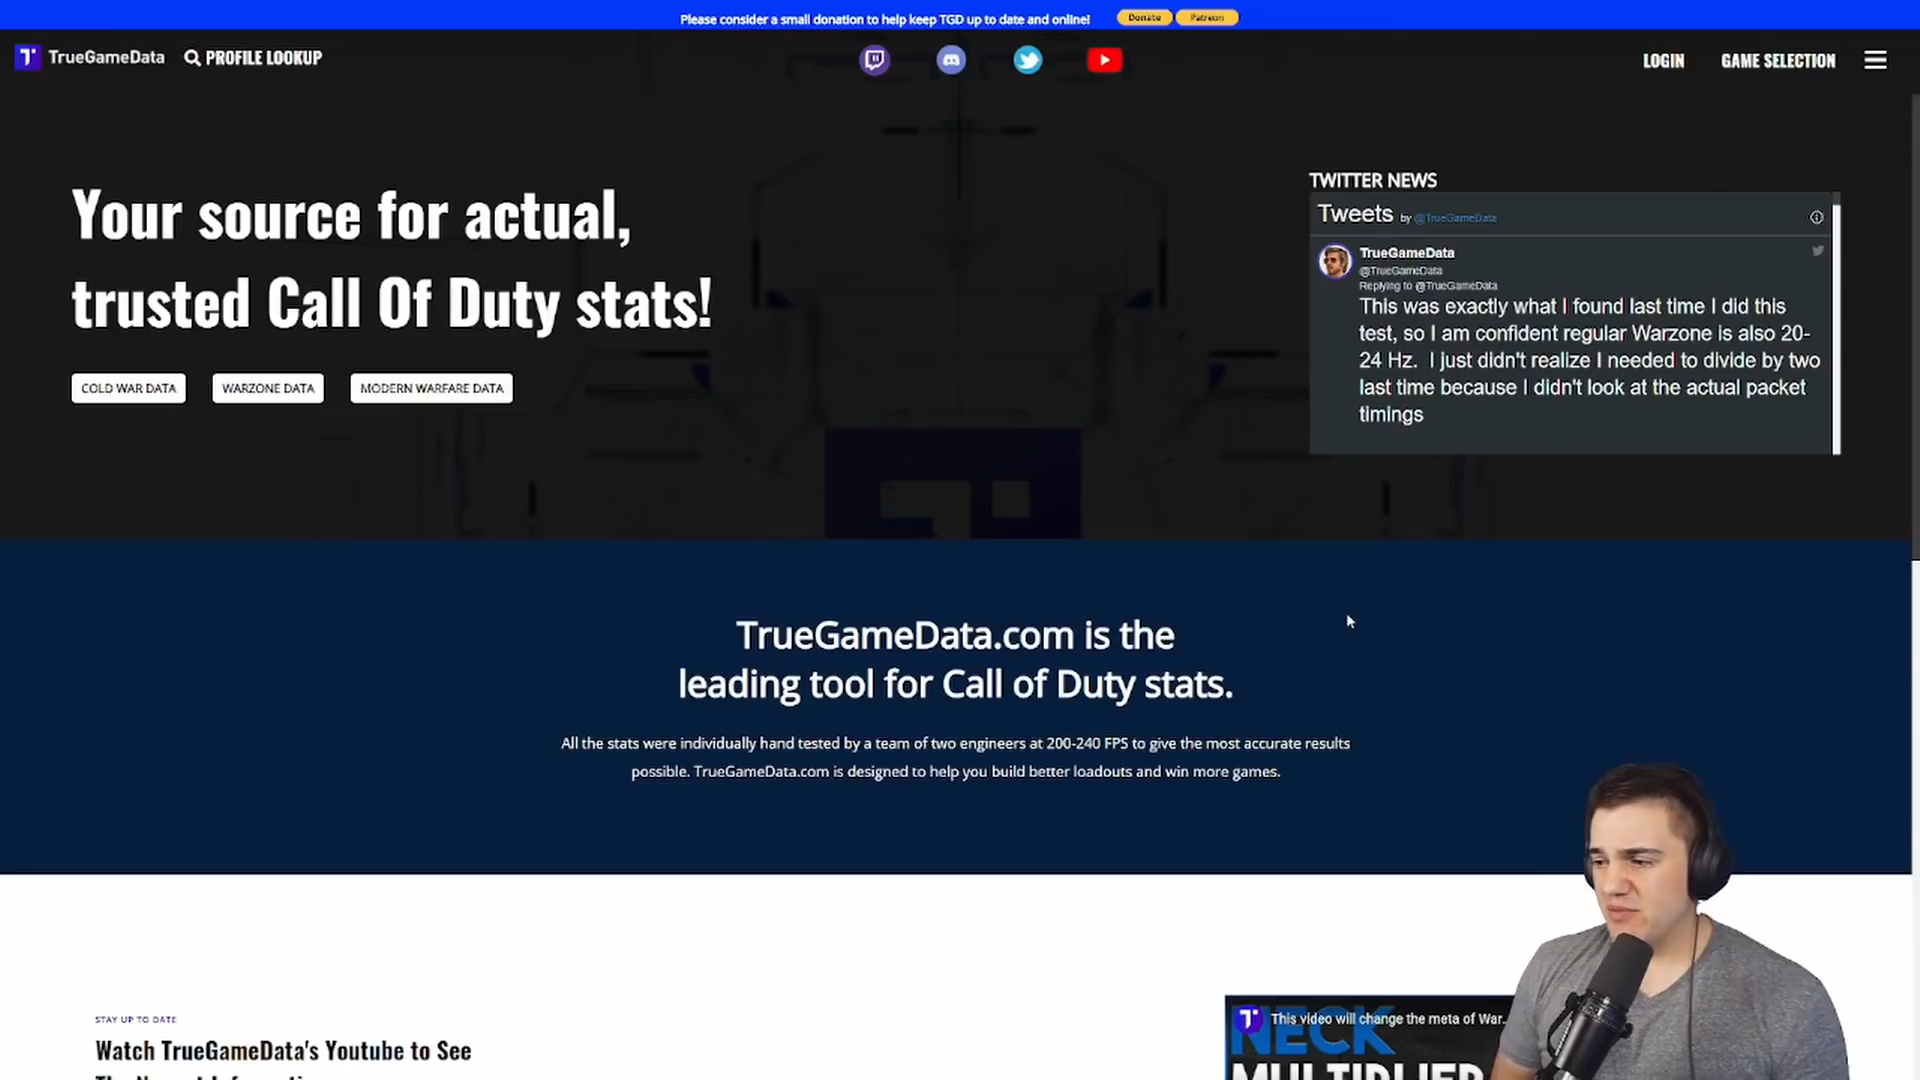 Please consider a small donation to help keep TGD up to date and online!
Donate
Patreon
TrueGameData
PROFILE LOOKUP
LOGIN
GAME SELECTION
Your source for actual,
trusted Call Of Duty stats!
COLD WAR DATA
WARZONE DATA
MODERN WARFARE DATA
TWITTER NEWS
Tweets by @TrueGameData
TrueGameData
@TrueGameData
Replying to @TrueGameData
This was exactly what I found last time I did this
test, so I am confident regular Warzone is also 20-
24 Hz. I just didn't realize I needed to divide by two
last time because I didn't look at the actual packet
timings
TrueGameData.com is the
leading tool for Call of Duty stats.
All the stats were individually hand tested by a team of two engineers at 200-240 FPS to give the most accurate results
possible. TrueGameData.com is designed to help you build better loadouts and win more games.
STAY UP TO DATE
Watch TrueGameData's Youtube to See
This video will change the meta of War...
NECK
MULTIPLIER